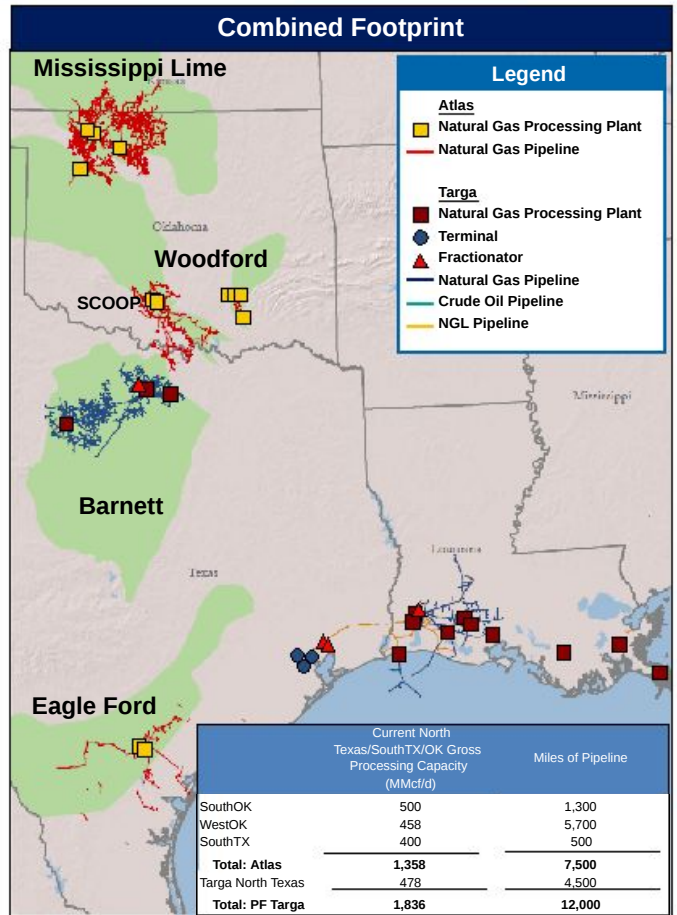 Combined Footprint
Mississippi Lime
Kansas
Legend
Atlas
Natural Gas Processing Plant
Natural Gas Pipeline
Targa
Natural Gas Processing Plant
Terminal
Fractionator
Natural Gas Pipeline
Crude Oil Pipeline
NGL Pipeline
Oklahoma
Woodford
SCOOP
Mississippi
Barnett
Louisiana
Texas
Eagle Ford
Current North
Texas/SouthTX/OK Gross
Processing Capacity
(MMcf/d)
Miles of Pipeline
SouthOK 500 1,300
WestOK 458 5,700
SouthTX 400 500
Total: Atlas 1,358 7,500
Targa North Texas 478 4,500
Total: PF Targa 1,836 12,000